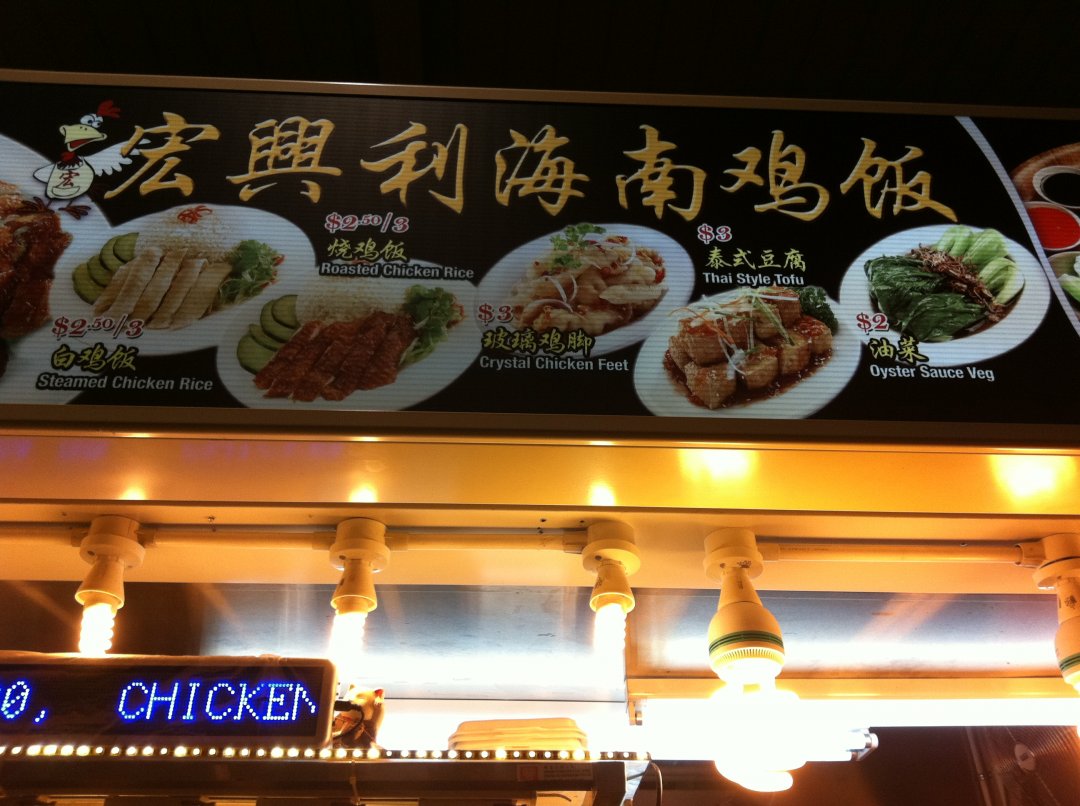 宏興利海南鸡饭
宏
$2.50/3
白鸡饭
Steamed Chicken Rice
$2.50/3
烧鸡饭
Roasted Chicken Rice
$3
玻璃鸡脚
Crystal Chicken Feet
$3
泰式豆腐
Thai Style Tofu
$2
油菜
Oyster Sauce Veg
0, CHICKEN